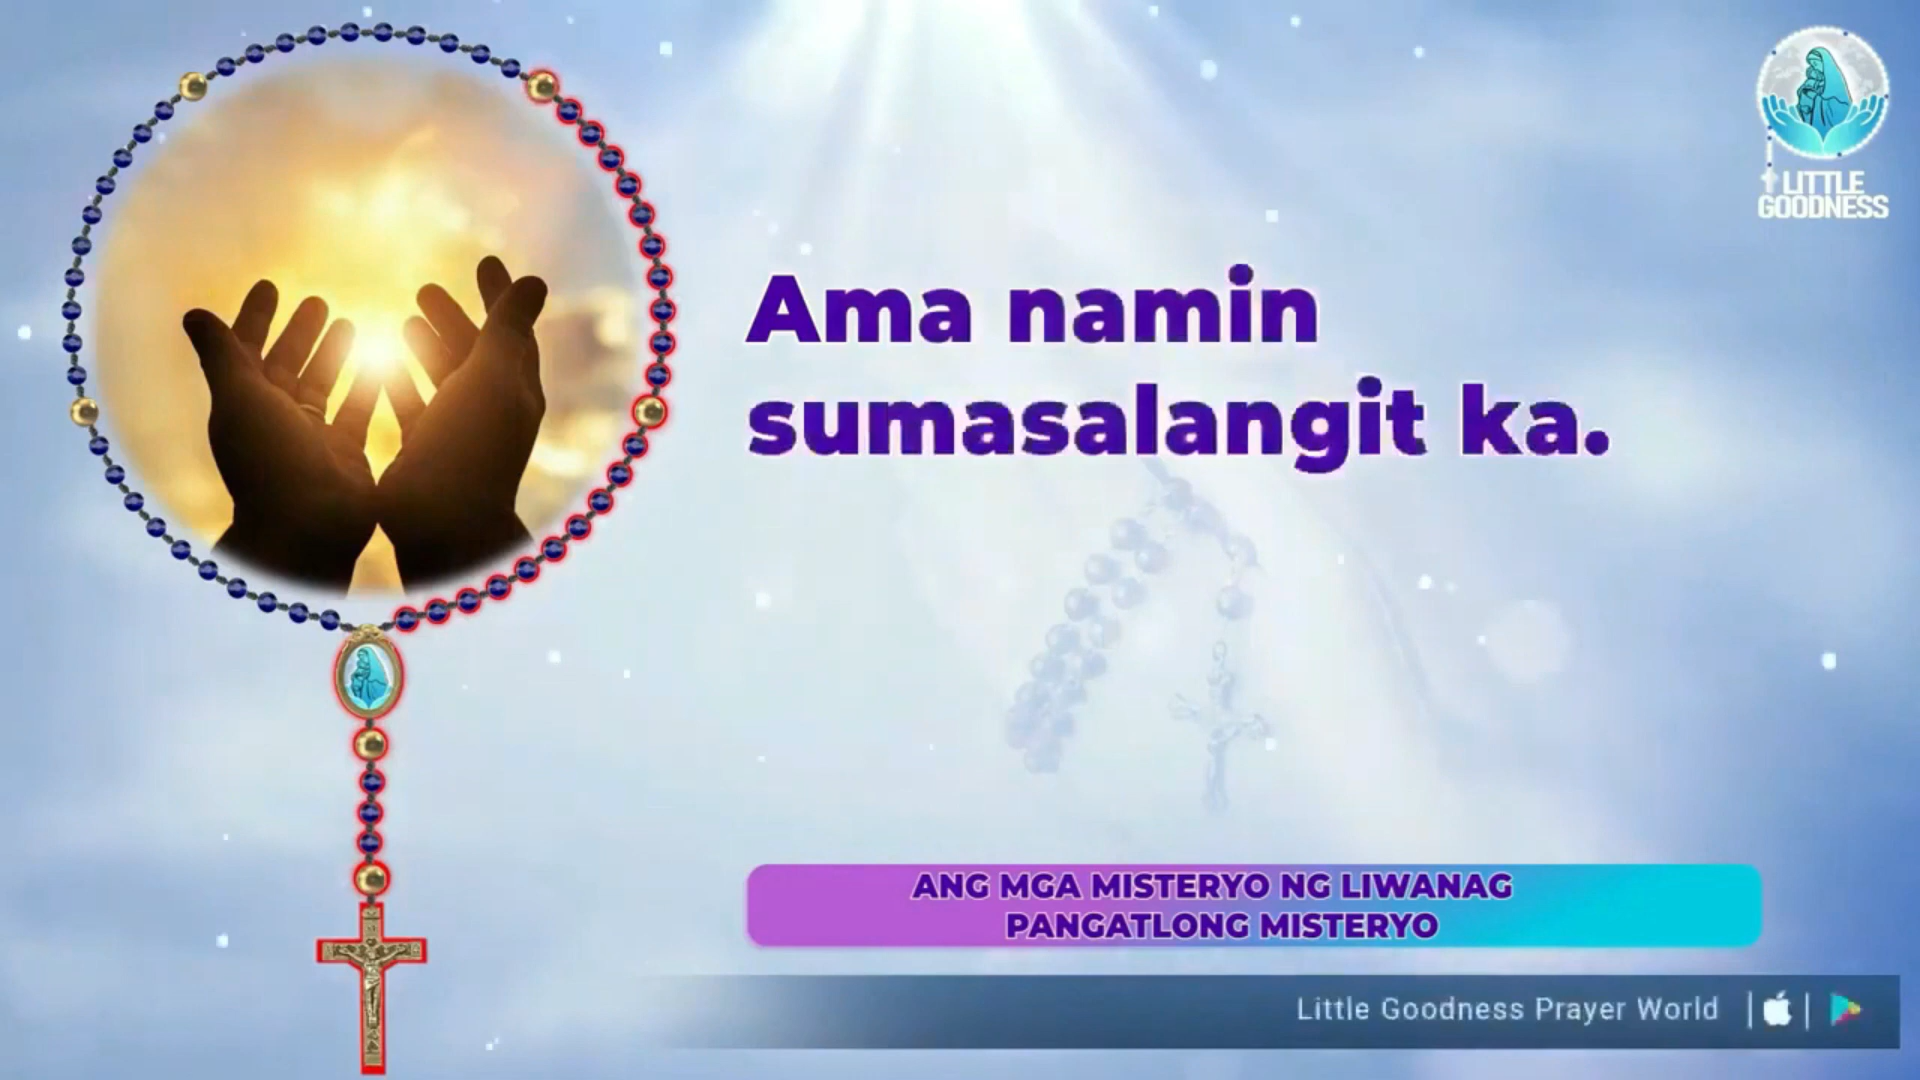 LITTLE
GOODNESS
Ama namin
sumasalangit ka.
ANG MGA MISTERYO NG LIWANAG
PANGATLONG MISTERYO
Little Goodness Prayer World